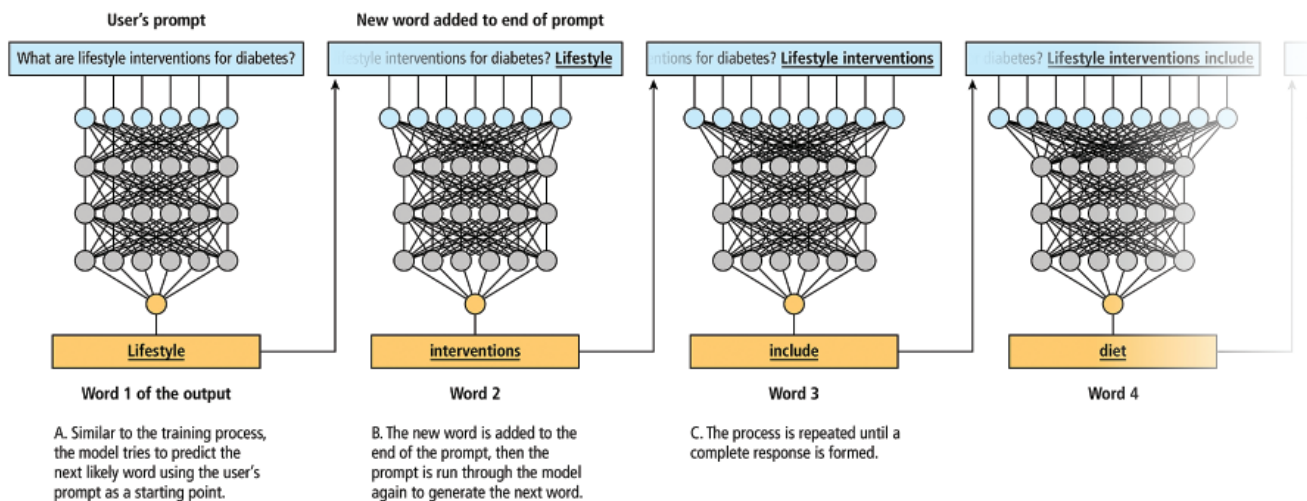 User's prompt
New word added to end of prompt
What are lifestyle interventions for diabetes?
lifestyle interventions for diabetes? Lifestyle
interventions for diabetes? Lifestyle interventions
diabetes? Lifestyle interventions include
Lifestyle
interventions
include
diet
Word 1 of the output
Word 2
Word 3
Word 4
A. Similar to the training process,
the model tries to predict the
next likely word using the user's
prompt as a starting point.
B. The new word is added to the
end of the prompt, then the
prompt is run through the model
again to generate the next word.
C. The process is repeated until a
complete response is formed.